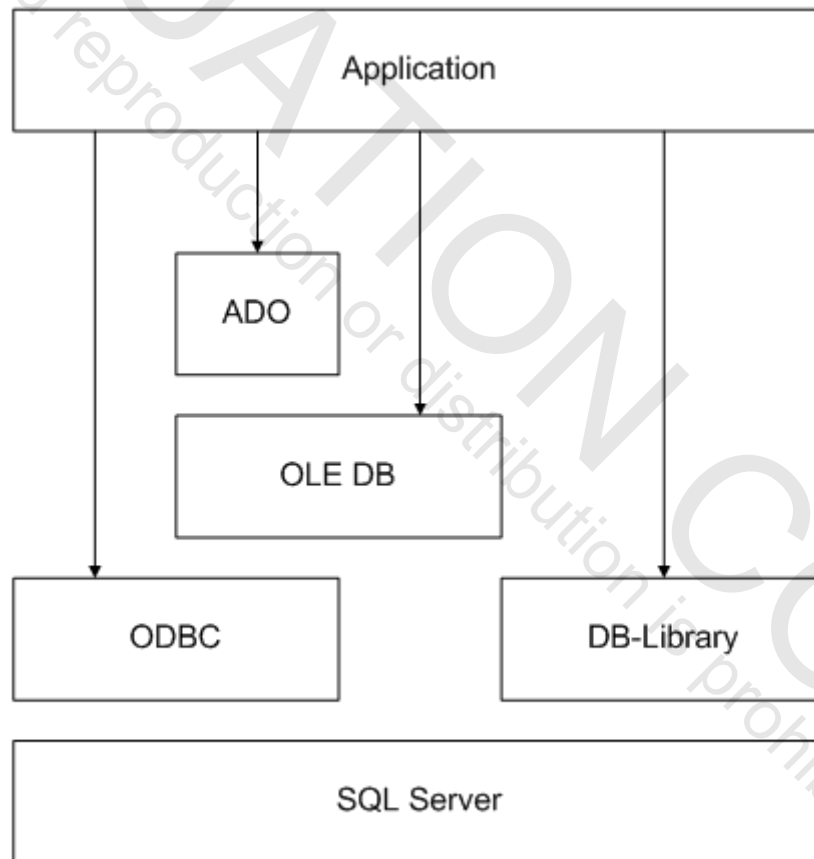 Application
ADO
OLE DB
ODBC
DB-Library
SQL Server
reproduction or distribution is